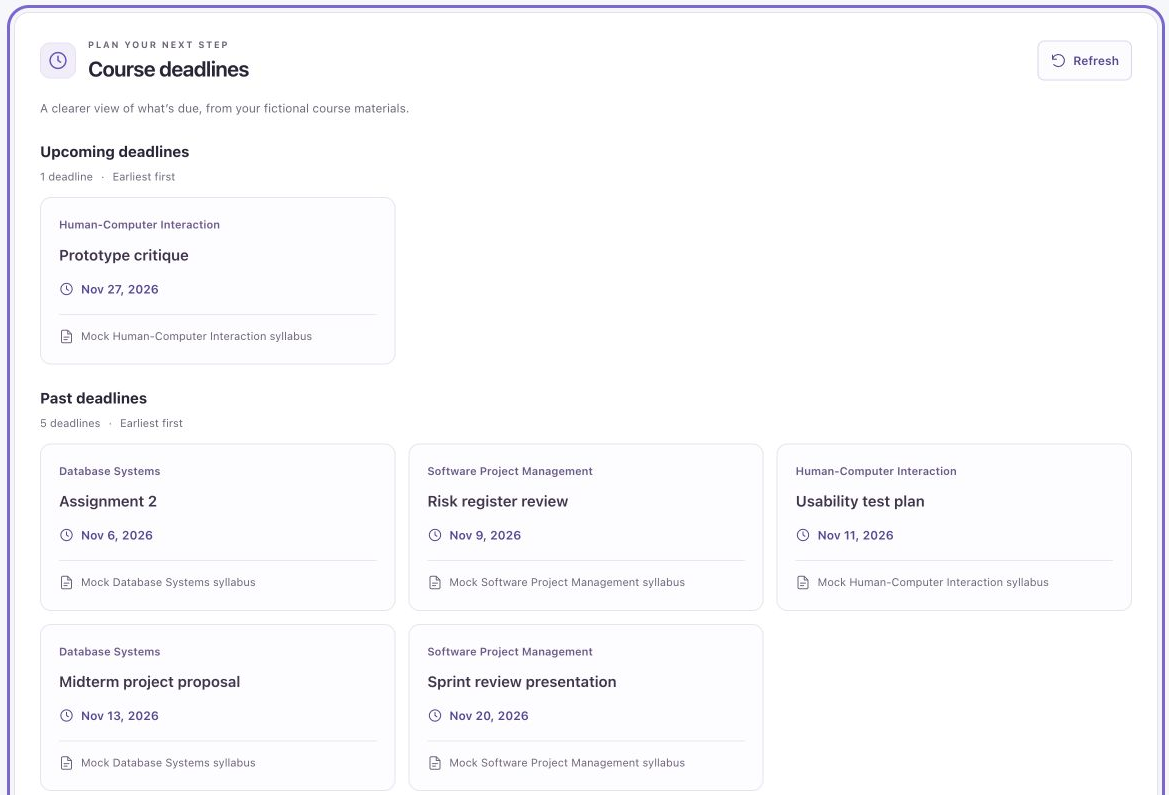 PLAN YOUR NEXT STEP
Course deadlines
Refresh
A clearer view of what's due, from your fictional course materials.
Upcoming deadlines
1 deadline · Earliest first
Human-Computer Interaction
Prototype critique
Nov 27, 2026
Mock Human-Computer Interaction syllabus
Past deadlines
5 deadlines · Earliest first
Database Systems
Assignment 2
Nov 6, 2026
Mock Database Systems syllabus
Software Project Management
Risk register review
Nov 9, 2026
Mock Software Project Management syllabus
Human-Computer Interaction
Usability test plan
Nov 11, 2026
Mock Human-Computer Interaction syllabus
Database Systems
Midterm project proposal
Nov 13, 2026
Mock Database Systems syllabus
Software Project Management
Sprint review presentation
Nov 20, 2026
Mock Software Project Management syllabus